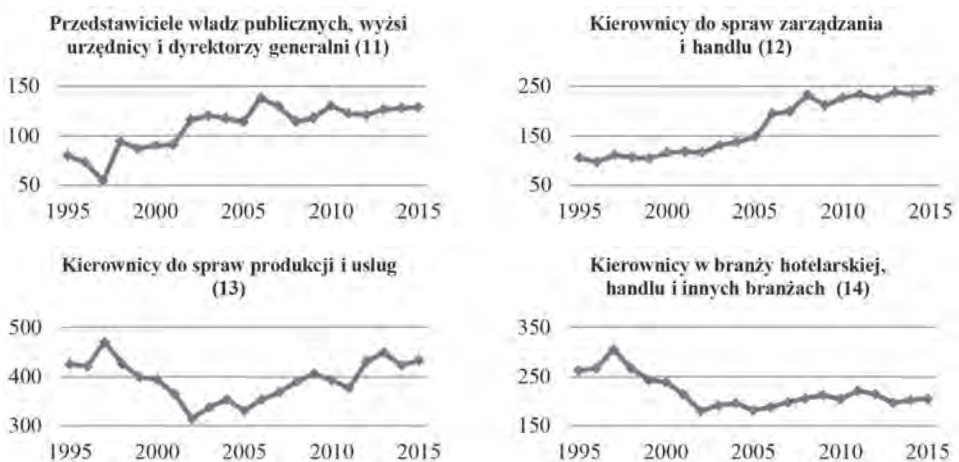 Przedstawiciele władz publicznych, wyżsi
urzędnicy i dyrektorzy generalni (11)
150
100
50
1995 2000 2005 2010 2015
Kierownicy do spraw zarządzania
i handlu (12)
250
150
50
1995 2000 2005 2010 2015
Kierownicy do spraw produkcji i usług
(13)
500
400
300
1995 2000 2005 2010 2015
Kierownicy w branży hotelarskiej,
handlu i innych branżach (14)
350
250
150
1995 2000 2005 2010 2015